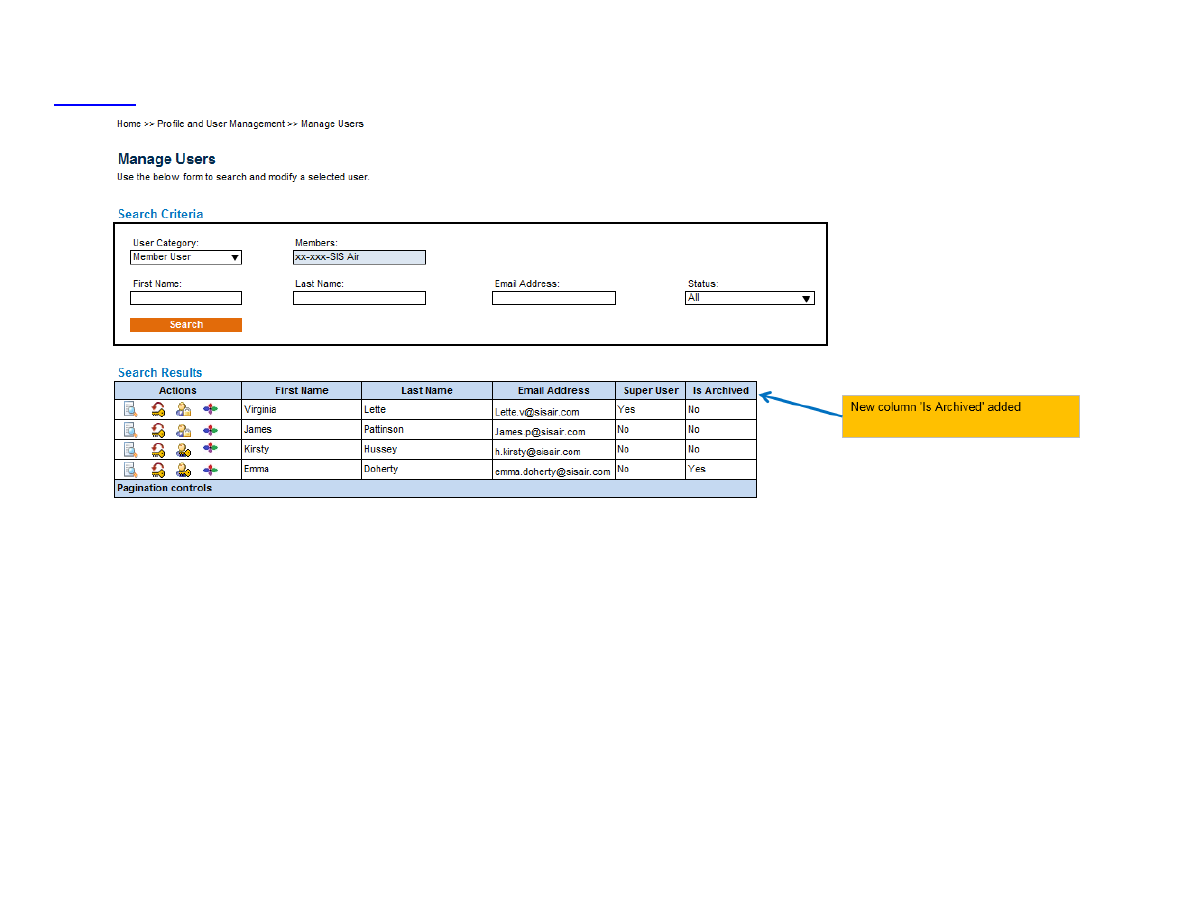 Home >> Profile and User Management >> Manage Users
Manage Users
Use the below form to search and modify a selected user.
Search Criteria
User Category: Members:
Member User xx-xxx-SIS Air
First Name: Last Name: Email Address: Status:
All
Search
Search Results
Actions First Name Last Name Email Address Super User Is Archived
Virginia Lette Lette.v@sisair.com Yes No
James Pattinson James.p@sisair.com No No
Kirsty Hussey h.kirsty@sisair.com No No
Emma Doherty emma.doherty@sisair.com No Yes
Pagination controls
New column 'Is Archived' added